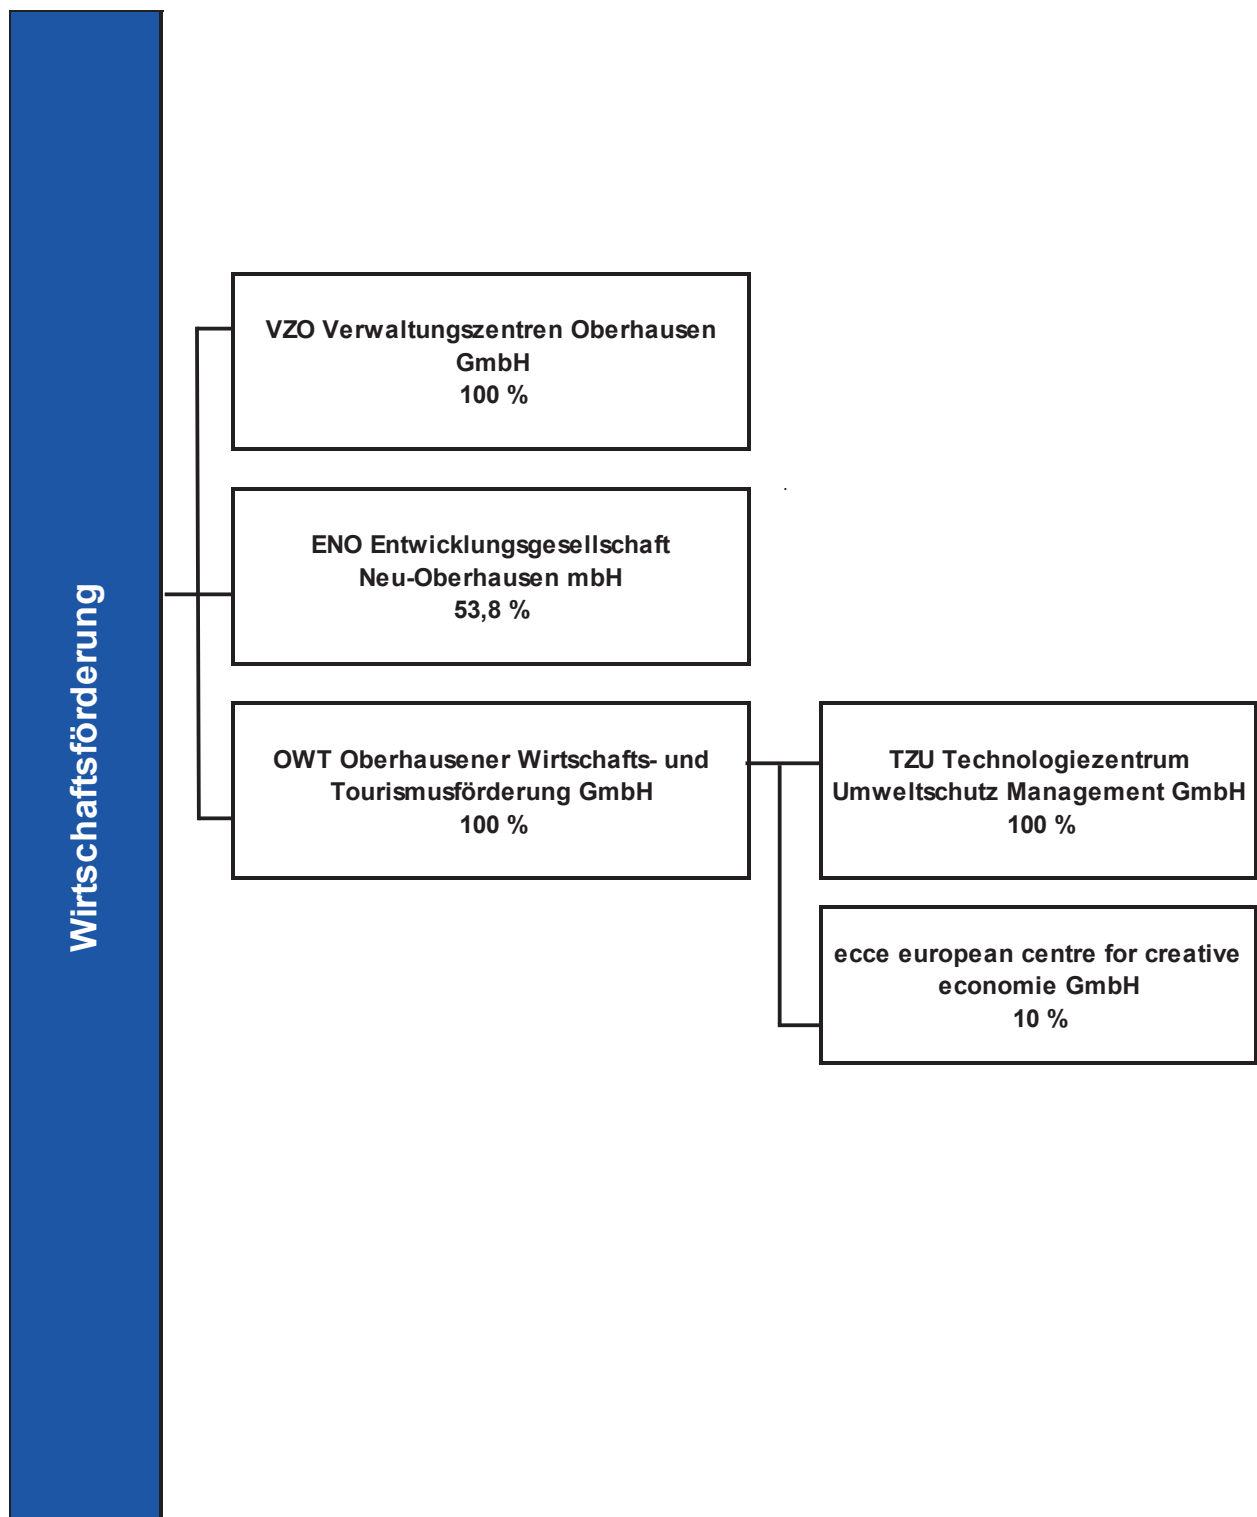 Wirtschaftsförderung
VZO Verwaltungszentren Oberhausen
GmbH
100 %
ENO Entwicklungsgesellschaft
Neu-Oberhausen mbH
53,8 %
OWT Oberhausener Wirtschafts- und
Tourismusförderung GmbH
100 %
TZU Technologiezentrum
Umweltschutz Management GmbH
100 %
ecce european centre for creative
economie GmbH
10 %